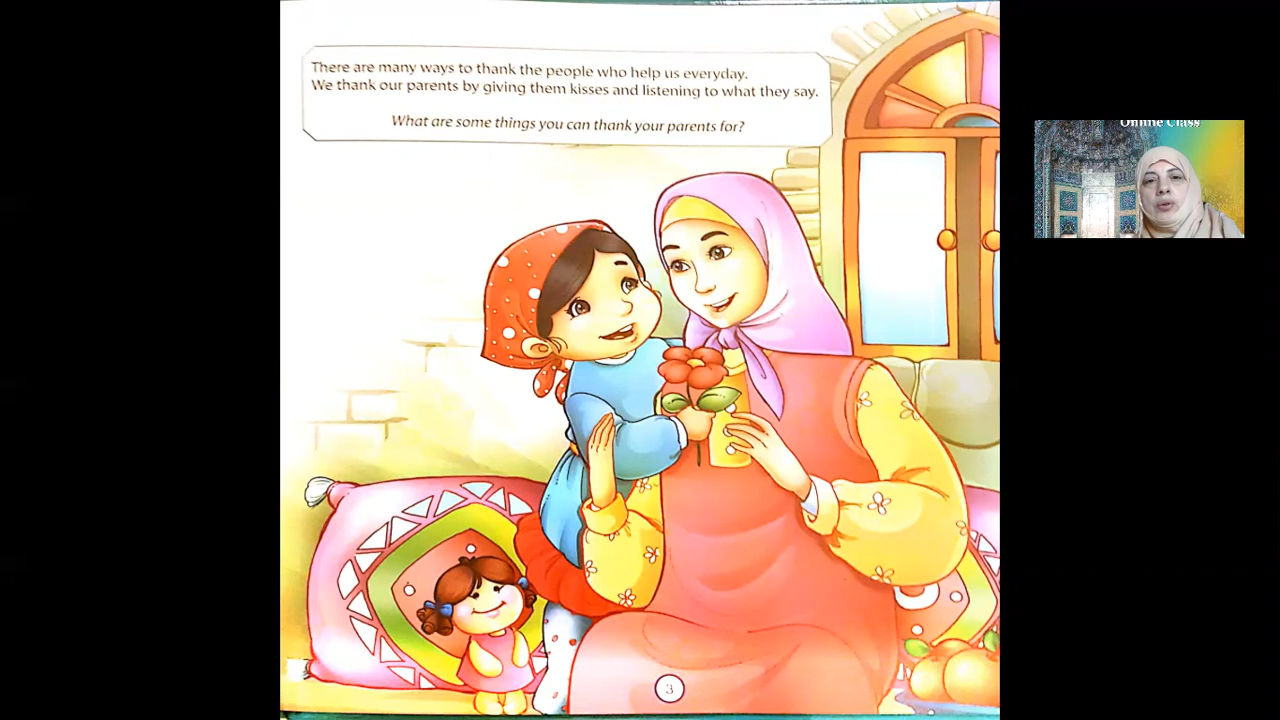 There are many ways to thank the people who help us everyday.
We thank our parents by giving them kisses and listening to what they say.
What are some things you can thank your parents for?
Online Class
3